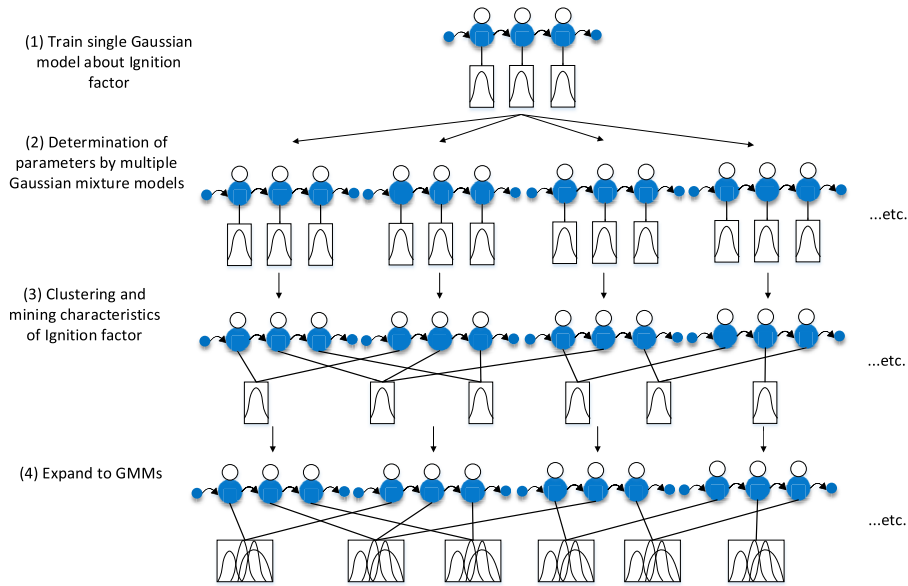 (1) Train single Gaussian
model about Ignition
factor
(2) Determination of
parameters by multiple
Gaussian mixture models
...etc.
(3) Clustering and
mining characteristics
of Ignition factor
...etc.
(4) Expand to GMMs
...etc.